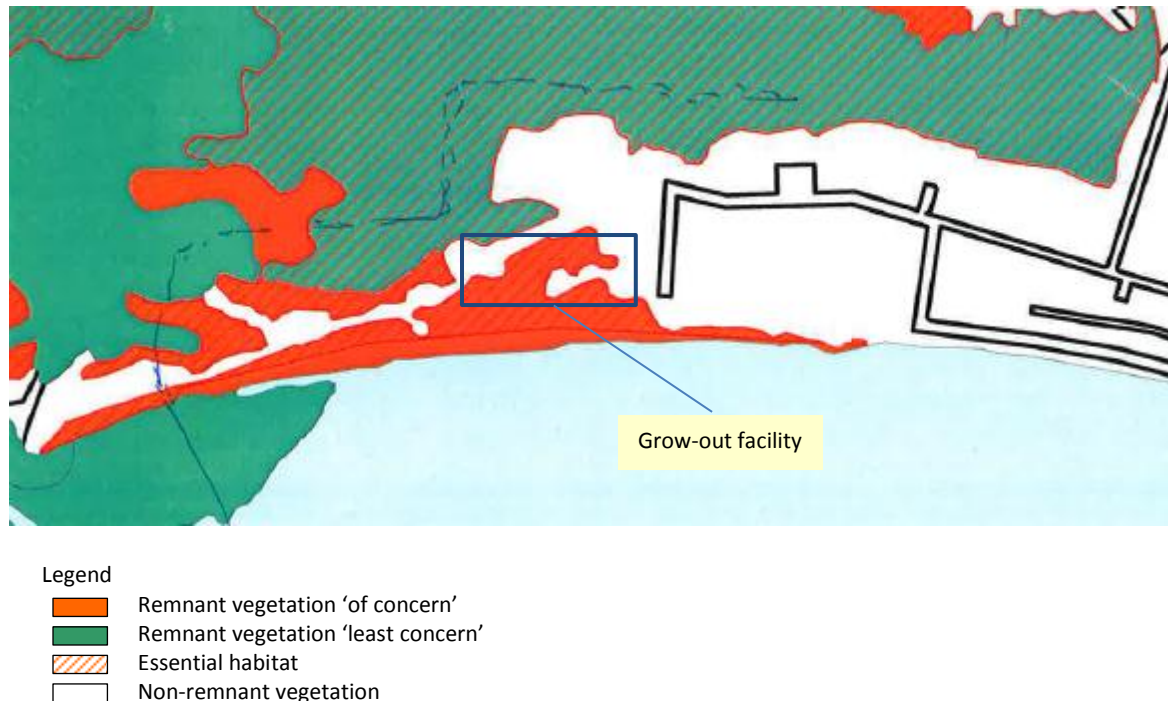 Grow-out facility
Legend
Remnant vegetation ‘of concern’
Remnant vegetation ‘least concern’
Essential habitat
Non-remnant vegetation